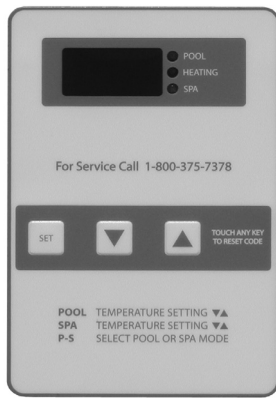 POOL
HEATING
SPA
For Service Call 1-800-375-7378
SET
TOUCH ANY KEY
TO RESET CODE
POOL TEMPERATURE SETTING ▼▲
SPA TEMPERATURE SETTING ▼▲
P-S SELECT POOL OR SPA MODE